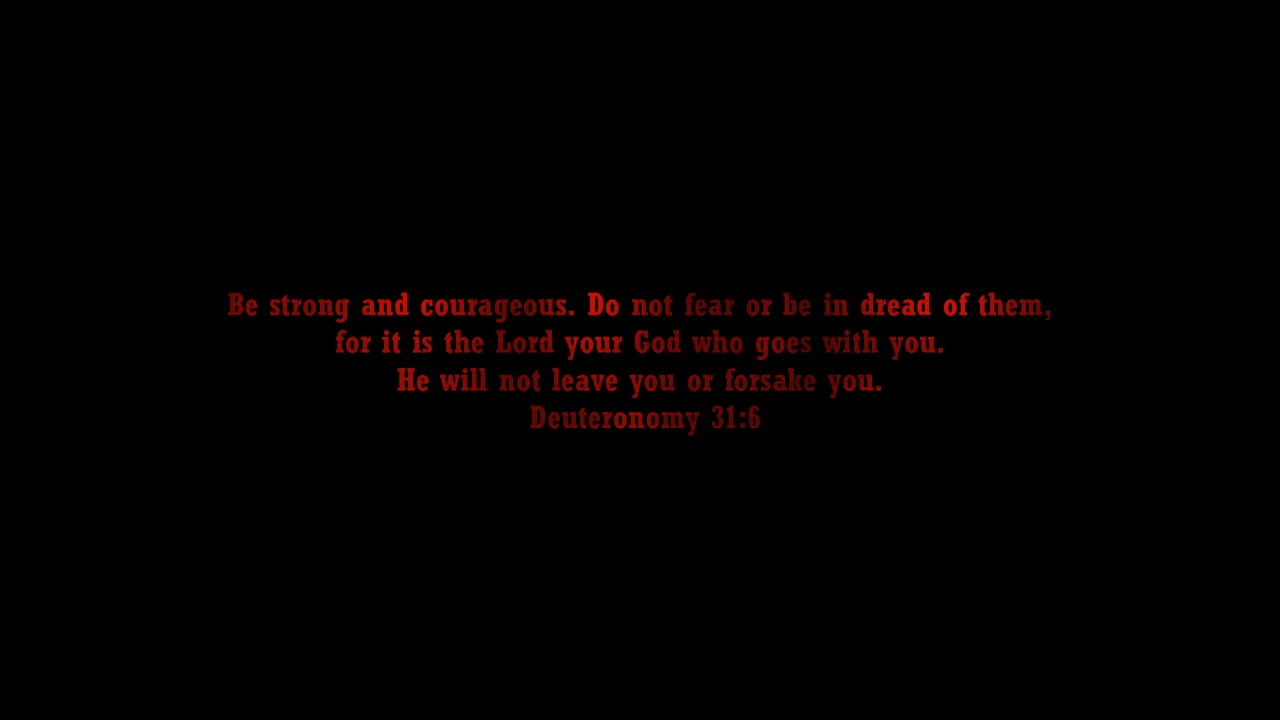 Be strong and courageous. Do not fear or be in dread of them,
for it is the Lord your God who goes with you.
He will not leave you or forsake you.
Deuteronomy 31:6